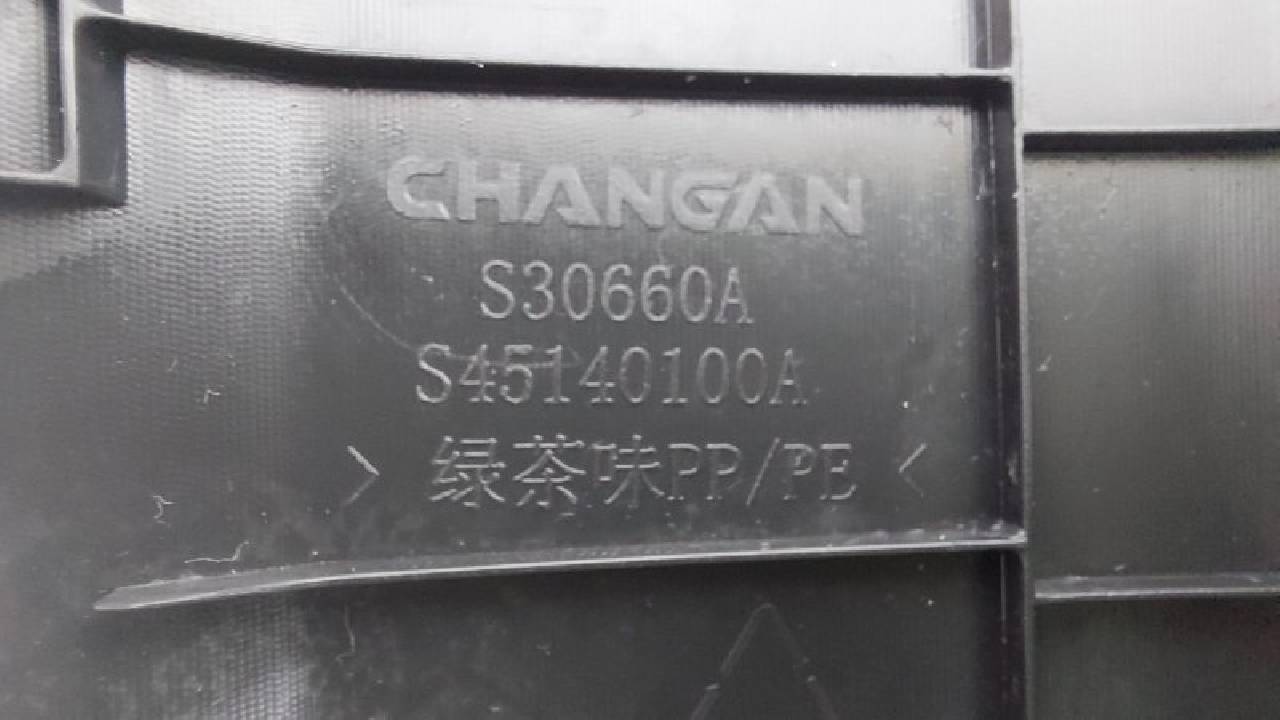 CHANGAN
S30660A
S45140100A
>绿茶味PP/PE<